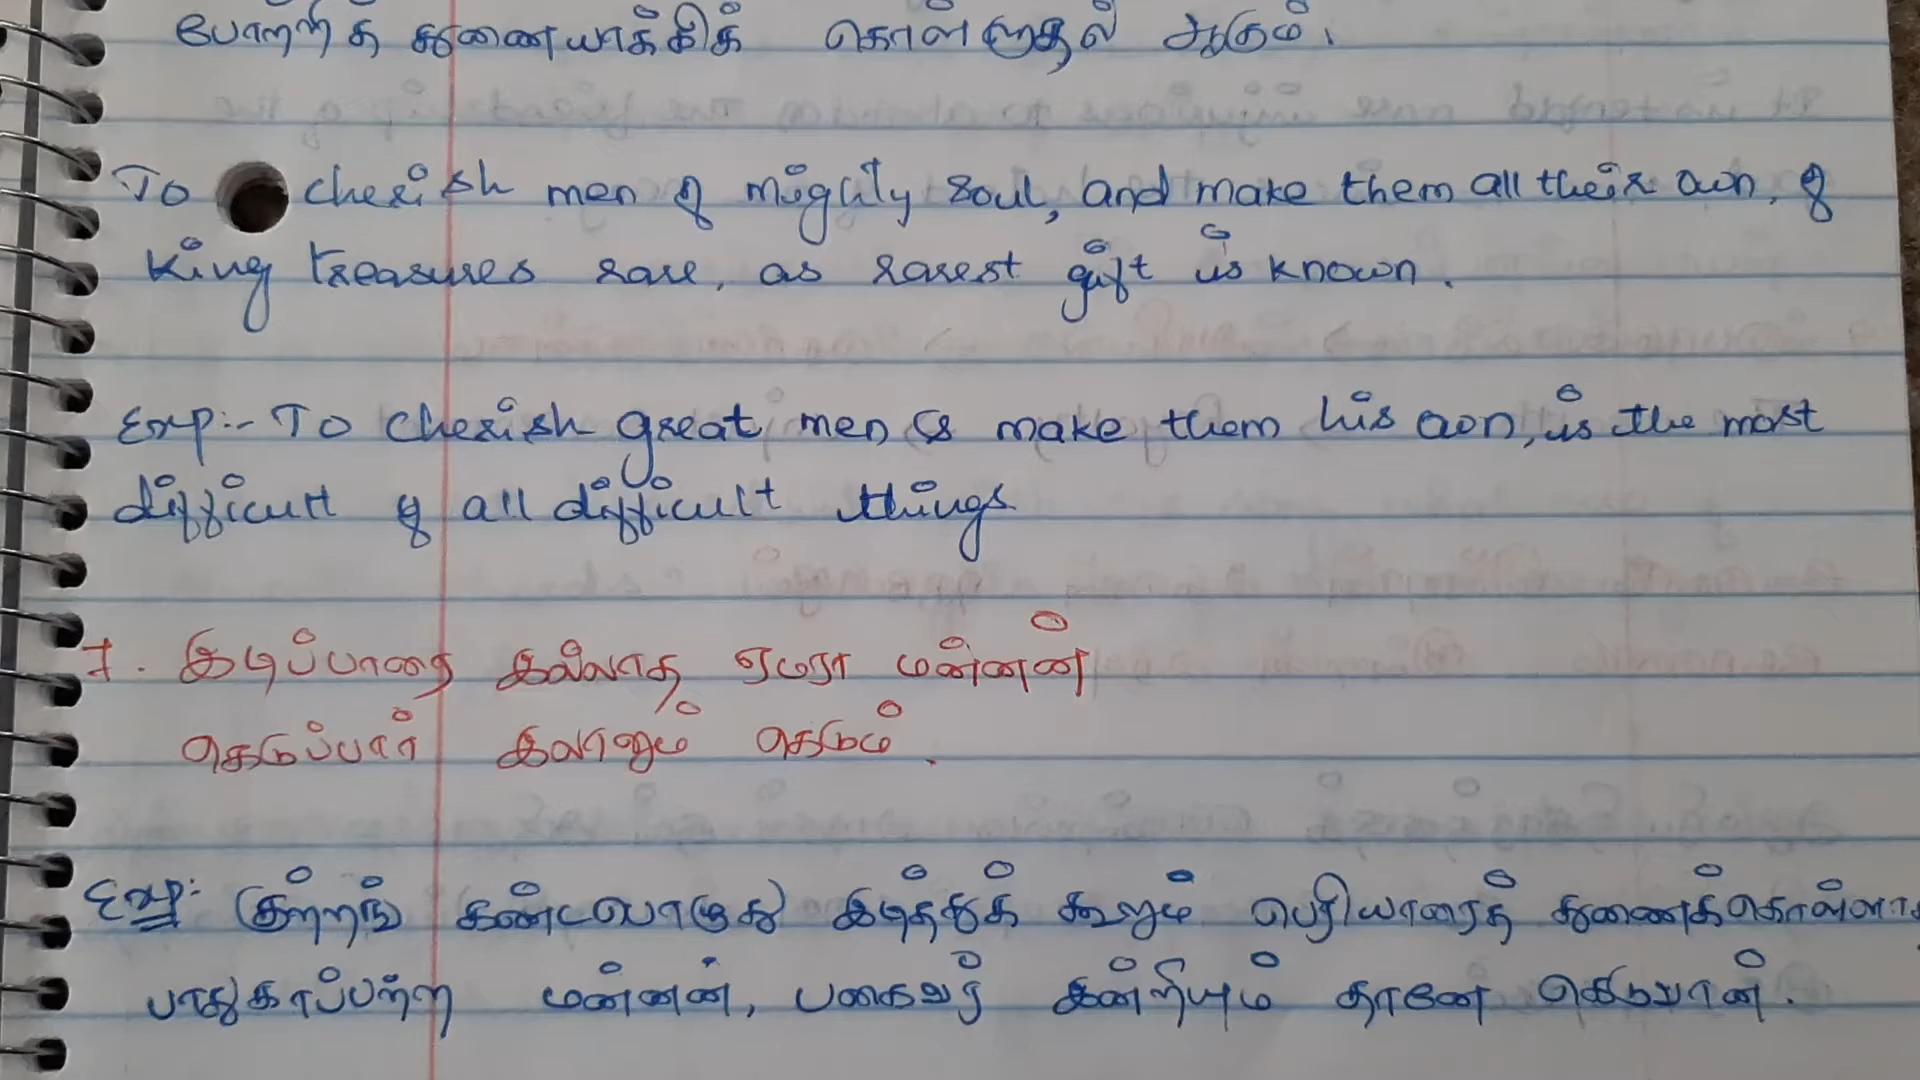 போற்றித் துணையாக்கிக் கொள்ளுதல் ஆகும்.
To cherish men of mighty soul, and make them all their own, of
King treasures rare, as rarest gift is known.
Exp:- To cherish great men & make them his own, is the most
difficult of all difficult things
7. இடிப்பாரை இல்லாத ஏமரா மன்னன்
கெடுப்பார் இலானும் கெடும்.
Exp: குற்றங் கண்டபொழுது இடித்துக் கூறும் பெரியாரைத் துணைக்கொள்ளாத
பாதுகாப்பற்ற மன்னன், பகைவர் இன்றியும் தானே கெடுவான்.